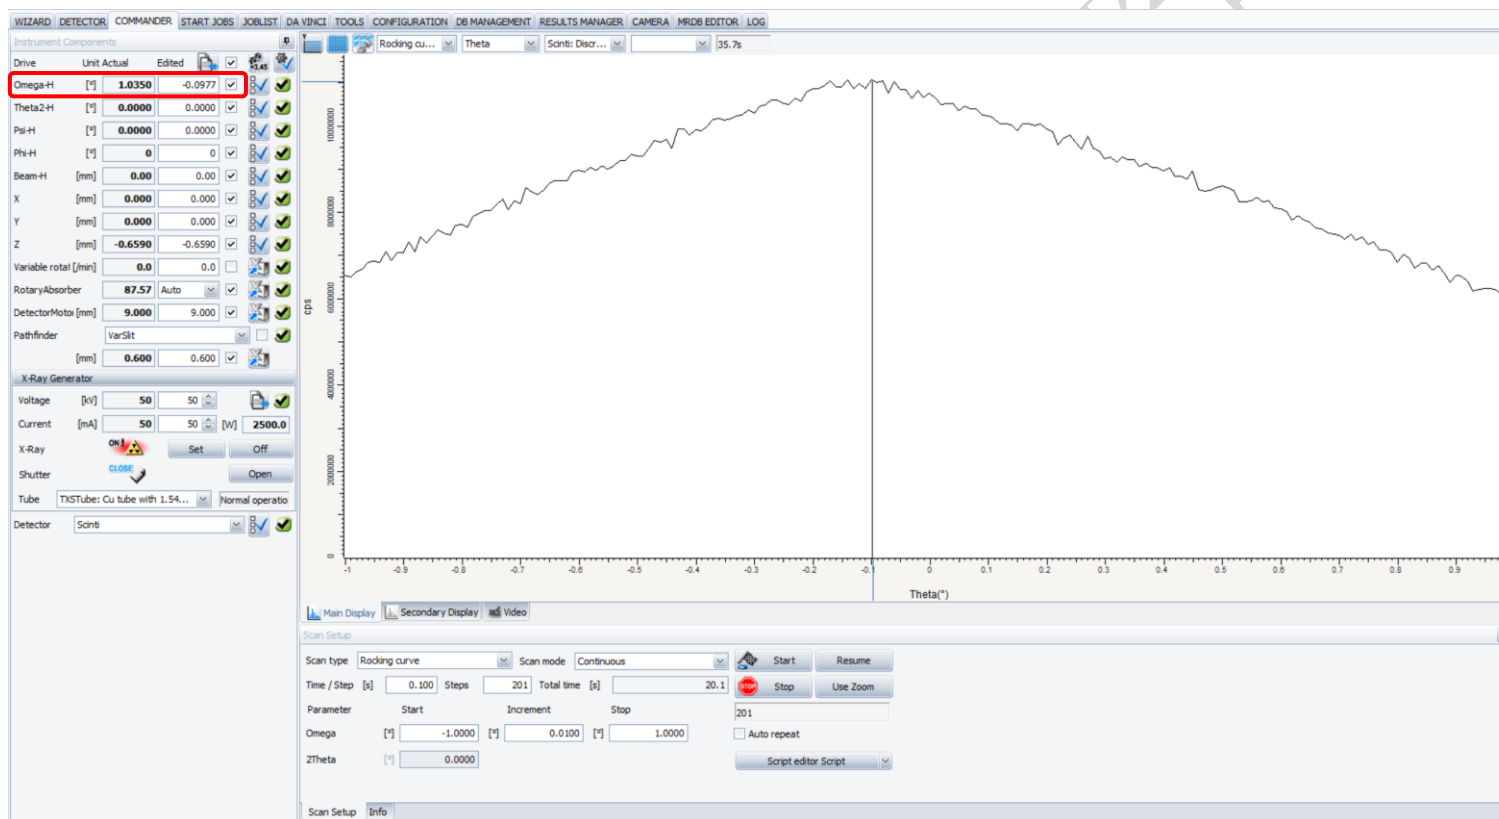 WIZARD DETECTOR COMMANDER START JOBS JOBLIST DA VINCI TOOLS CONFIGURATION DB MANAGEMENT RESULTS MANAGER CAMERA MRDB EDITOR LOG
Instrument Components
Rocking cu... Theta Scinti: Discr... 35.7s
Drive Unit Actual Edited
Omega-H [°] 1.0350 -0.0977
Theta2-H [°] 0.0000 0.0000
Psi-H [°] 0.0000 0.0000
Phi-H [°] 0 0
Beam-H [mm] 0.00 0.00
X [mm] 0.000 0.000
Y [mm] 0.000 0.000
Z [mm] -0.6590 -0.6590
Variable rotat [/min] 0.0 0.0
RotaryAbsorber 87.57 Auto
DetectorMotor [mm] 9.000 9.000
Pathfinder VarSlit
[mm] 0.600 0.600
X-Ray Generator
Voltage [kV] 50 50
Current [mA] 50 50 [W] 2500.0
X-Ray ON! Set Off
Shutter CLOSE Open
Tube TXSTube: Cu tube with 1.54... Normal operatio
Detector Scinti
Y
10000000
8000000
6000000
4000000
2000000
0
cps
-1 -0.9 -0.8 -0.7 -0.6 -0.5 -0.4 -0.3 -0.2 -0.1 0 0.1 0.2 0.3 0.4 0.5 0.6 0.7 0.8 0.9
Theta(°)
Main Display Secondary Display Video
Scan Setup
Scan type Rocking curve Scan mode Continuous Start Resume
Time / Step [s] 0.100 Steps 201 Total time [s] 20.1 STOP Stop Use Zoom
Parameter Start Increment Stop 201
Omega [°] -1.0000 [°] 0.0100 [°] 1.0000 Auto repeat
2Theta [°] 0.0000 Script editor Script
Scan Setup Info